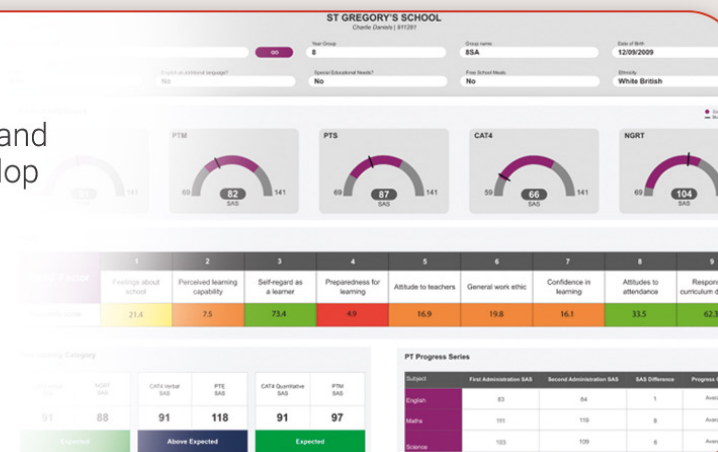 ST GREGORY'S SCHOOL
Charlie Daniels | 911261
Year Group
Group name
Date of Birth
GO
8
8SA
12/09/2009
English as additional language?
Special Educational Needs?
Free School Meals
Ethnicity
No
No
No
White British
and
lop
PTM
PTS
CAT4
NGRT
141
69
82
141
69
87
141
59
66
141
69
104
SAS
SAS
SAS
SAS
1
2
3
4
5
6
7
8
9
Factor
Feelings about school
Perceived learning capability
Self-regard as a learner
Preparedness for learning
Attitude to teachers
General work ethic
Confidence in learning
Attitudes to attendance
21.4
7.5
73.4
4.9
16.9
19.8
16.1
33.5
62.3
Category
PT Progress Series
NGRT SAS
CAT4 Verbal SAS
PTE SAS
CAT4 Quantitative SAS
PTM SAS
91
88
91
118
91
97
Expected
Above Expected
Expected
Subject
First Administration SAS
Second Administration SAS
SAS Difference
Progress
English
83
84
1
Maths
111
119
8
Science
103
109
6